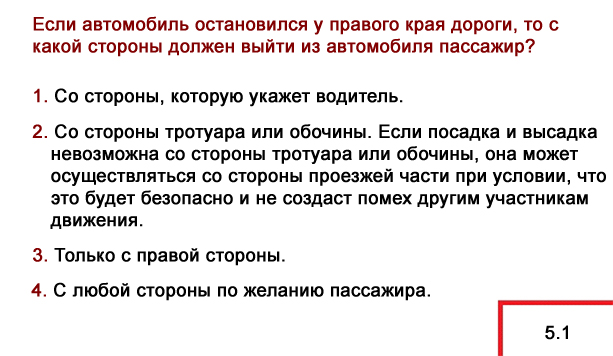 Если автомобиль остановился у правого края дороги, то с
какой стороны должен выйти из автомобиля пассажир?
1. Со стороны, которую укажет водитель.
2. Со стороны тротуара или обочины. Если посадка и высадка
невозможна со стороны тротуара или обочины, она может
осуществляться со стороны проезжей части при условии, что
это будет безопасно и не создаст помех другим участникам
движения.
3. Только с правой стороны.
4. С любой стороны по желанию пассажира.
5.1